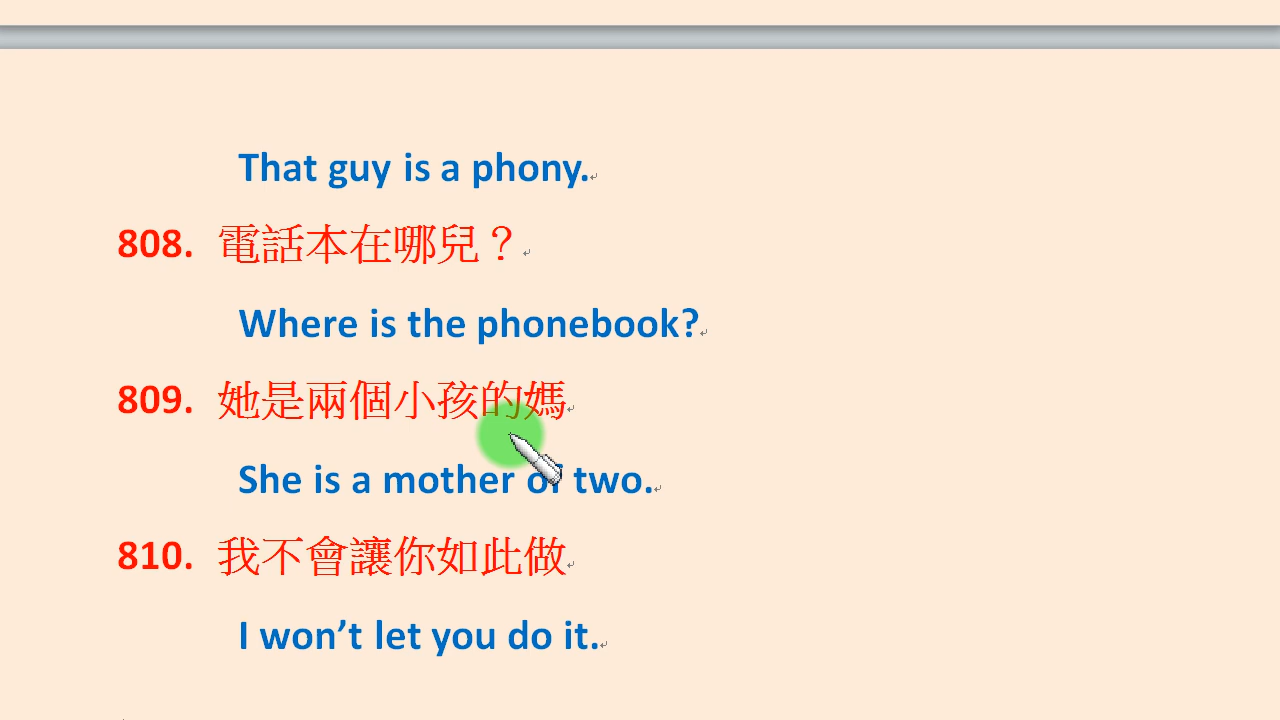 That guy is a phony.
808. 電話本在哪兒？
Where is the phonebook?
809. 她是兩個小孩的媽
She is a mother of two.
810. 我不會讓你如此做
I won’t let you do it.